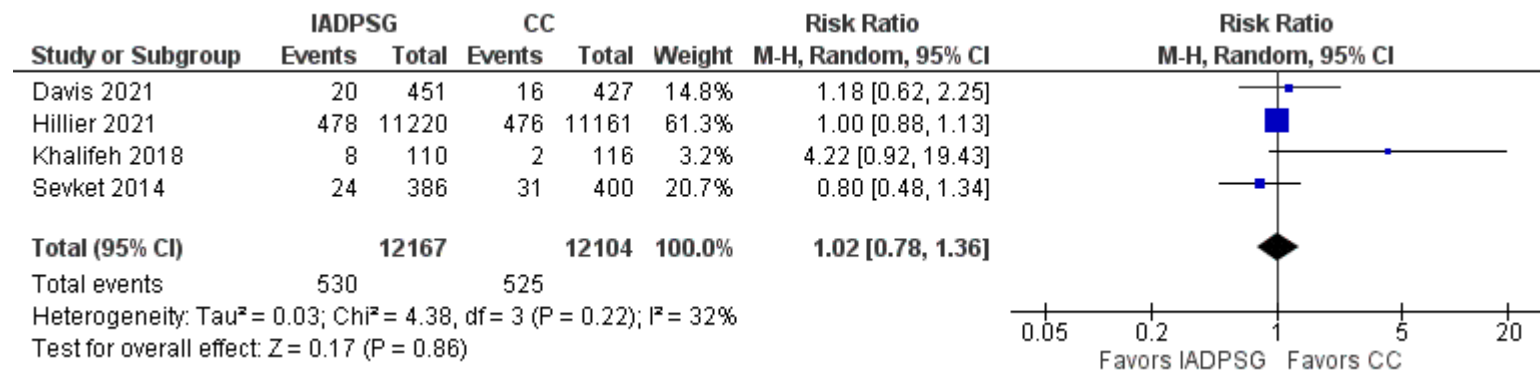 IADPSG CC Risk Ratio Risk Ratio
Study or Subgroup Events Total Events Total Weight M-H, Random, 95% CI M-H, Random, 95% CI
Davis 2021 20 451 16 427 14.8% 1.18 [0.62, 2.25]
Hillier 2021 478 11220 476 11161 61.3% 1.00 [0.88, 1.13]
Khalifeh 2018 8 110 2 116 3.2% 4.22 [0.92, 19.43]
Sevket 2014 24 386 31 400 20.7% 0.80 [0.48, 1.34]
Total (95% CI) 12167 12104 100.0% 1.02 [0.78, 1.36]
Total events 530 525
Heterogeneity: Tau² = 0.03; Chi² = 4.38, df = 3 (P = 0.22); I² = 32%
Test for overall effect: Z = 0.17 (P = 0.86)
0.05 0.2 1 5 20
Favors IADPSG Favors CC